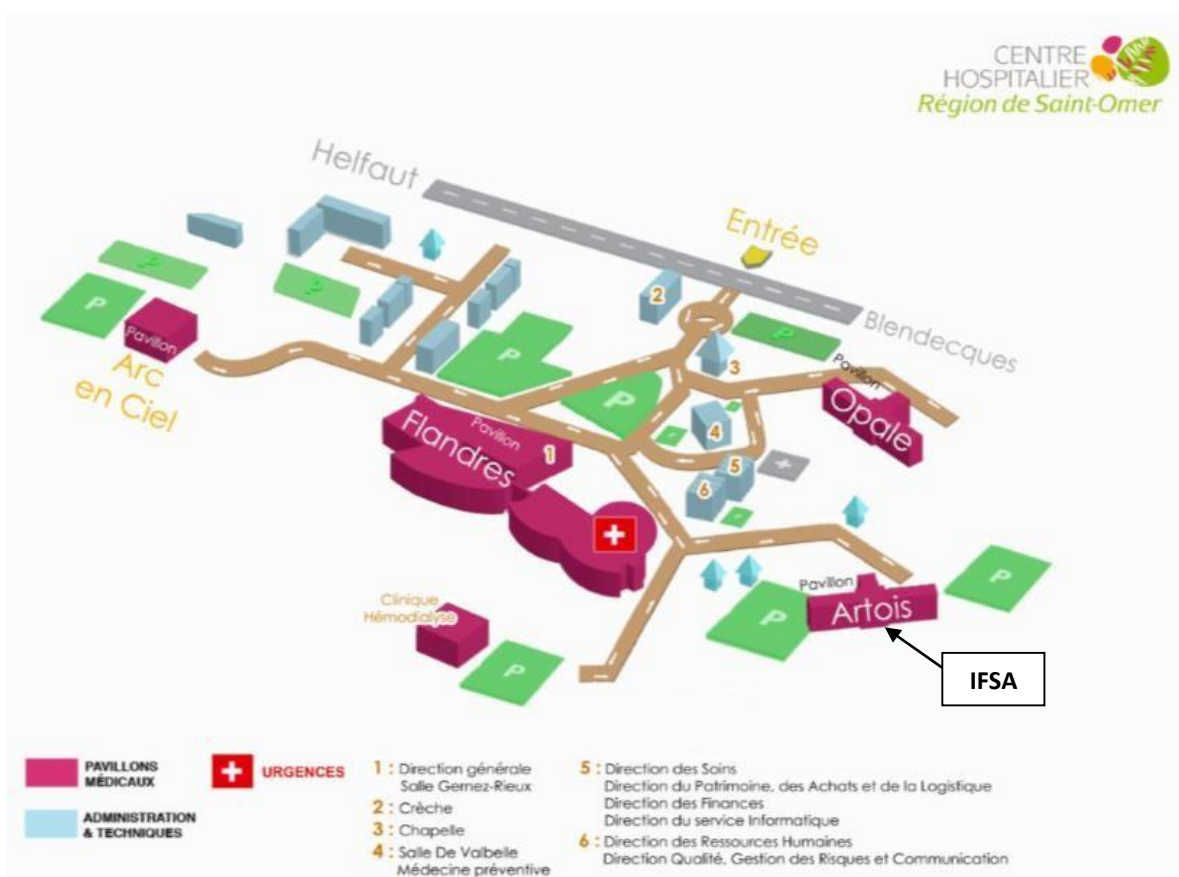 CENTRE
HOSPITALIER
Région de Saint-Omer
Helfaut
Entrée
2
P
P
P
Blendecques
P
Pavillon
P
3
Pavillon
Arc
en Ciel
P
Opale
4
Pavillon
Flandres
1
5
6
P
Pavillon
Artois
P
Clinique
Hémodialyse
P
IFSA
PAVILLONS
MÉDICAUX
URGENCES
ADMINISTRATION
& TECHNIQUES
1 : Direction générale
Salle Gernez-Rieux
2 : Crèche
3 : Chapelle
4 : Salle De Valbelle
Médecine préventive
5 : Direction des Soins
Direction du Patrimoine, des Achats et de la Logistique
Direction des Finances
Direction du service Informatique
6 : Direction des Ressources Humaines
Direction Qualité, Gestion des Risques et Communication